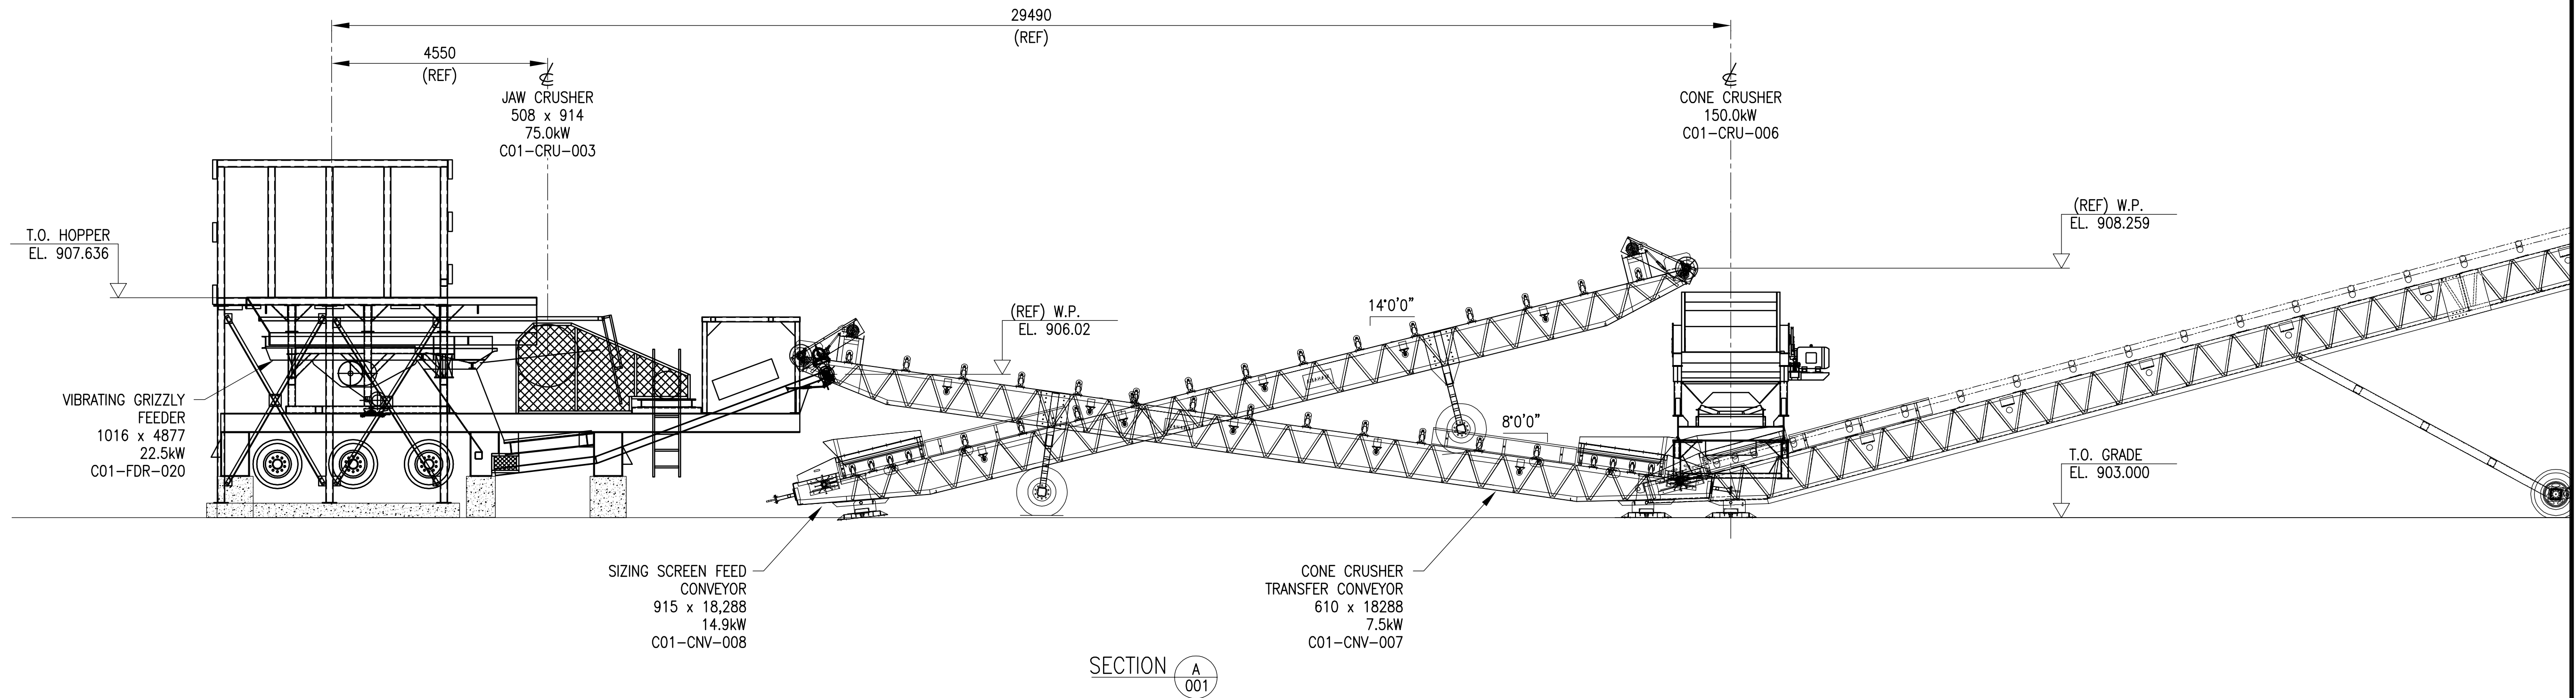 29490
(REF)
4550
(REF)
JAW CRUSHER
508 x 914
75.0kW
C01-CRU-003
CONE CRUSHER
150.0kW
C01-CRU-006
T.O. HOPPER
EL. 907.636
(REF) W.P.
EL. 908.259
(REF) W.P.
EL. 906.02
14°0'0"
8°0'0"
VIBRATING GRIZZLY
FEEDER
1016 x 4877
22.5kW
C01-FDR-020
T.O. GRADE
EL. 903.000
SIZING SCREEN FEED
CONVEYOR
915 x 18,288
14.9kW
C01-CNV-008
CONE CRUSHER
TRANSFER CONVEYOR
610 x 18288
7.5kW
C01-CNV-007
SECTION A
001